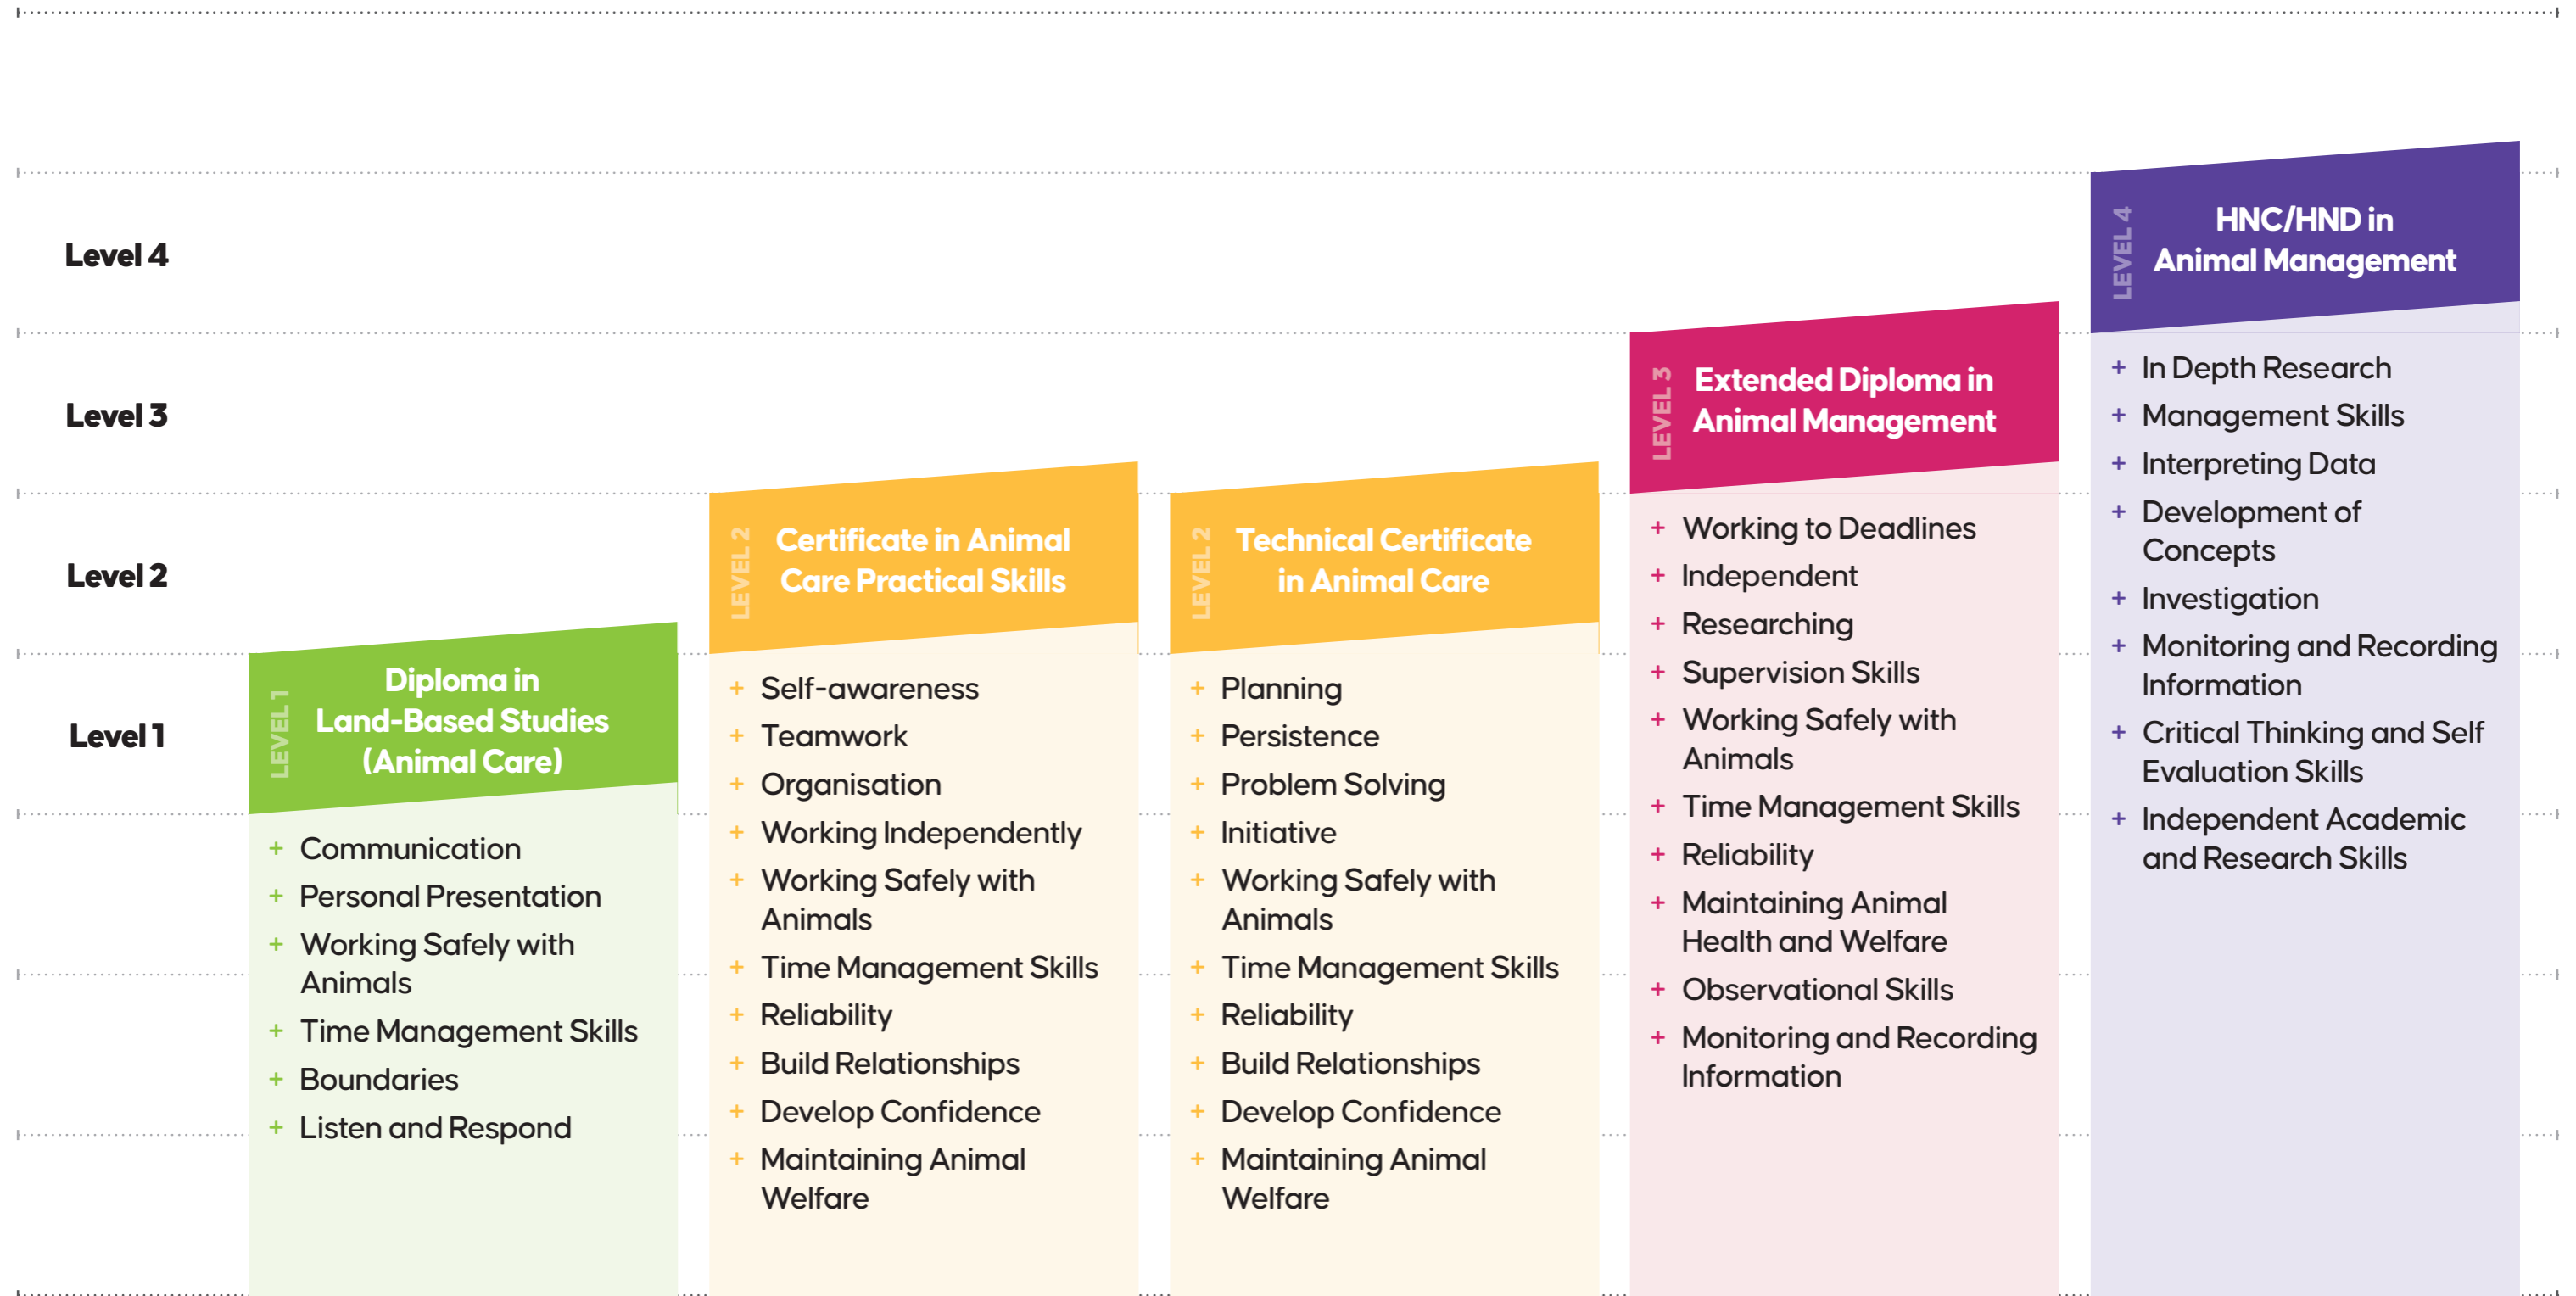 Level 4
Level 3
Level 2
Level 1
LEVEL 1
Diploma in
Land-Based Studies
(Animal Care)
+ Communication
+ Personal Presentation
+ Working Safely with
Animals
+ Time Management Skills
+ Boundaries
+ Listen and Respond
LEVEL 2
Certificate in Animal
Care Practical Skills
+ Self-awareness
+ Teamwork
+ Organisation
+ Working Independently
+ Working Safely with
Animals
+ Time Management Skills
+ Reliability
+ Build Relationships
+ Develop Confidence
+ Maintaining Animal
Welfare
LEVEL 2
Technical Certificate
in Animal Care
+ Planning
+ Persistence
+ Problem Solving
+ Initiative
+ Working Safely with
Animals
+ Time Management Skills
+ Reliability
+ Build Relationships
+ Develop Confidence
+ Maintaining Animal
Welfare
LEVEL 3
Extended Diploma in
Animal Management
+ Working to Deadlines
+ Independent
+ Researching
+ Supervision Skills
+ Working Safely with
Animals
+ Time Management Skills
+ Reliability
+ Maintaining Animal
Health and Welfare
+ Observational Skills
+ Monitoring and Recording
Information
LEVEL 4
HNC/HND in
Animal Management
+ In Depth Research
+ Management Skills
+ Interpreting Data
+ Development of
Concepts
+ Investigation
+ Monitoring and Recording
Information
+ Critical Thinking and Self
Evaluation Skills
+ Independent Academic
and Research Skills